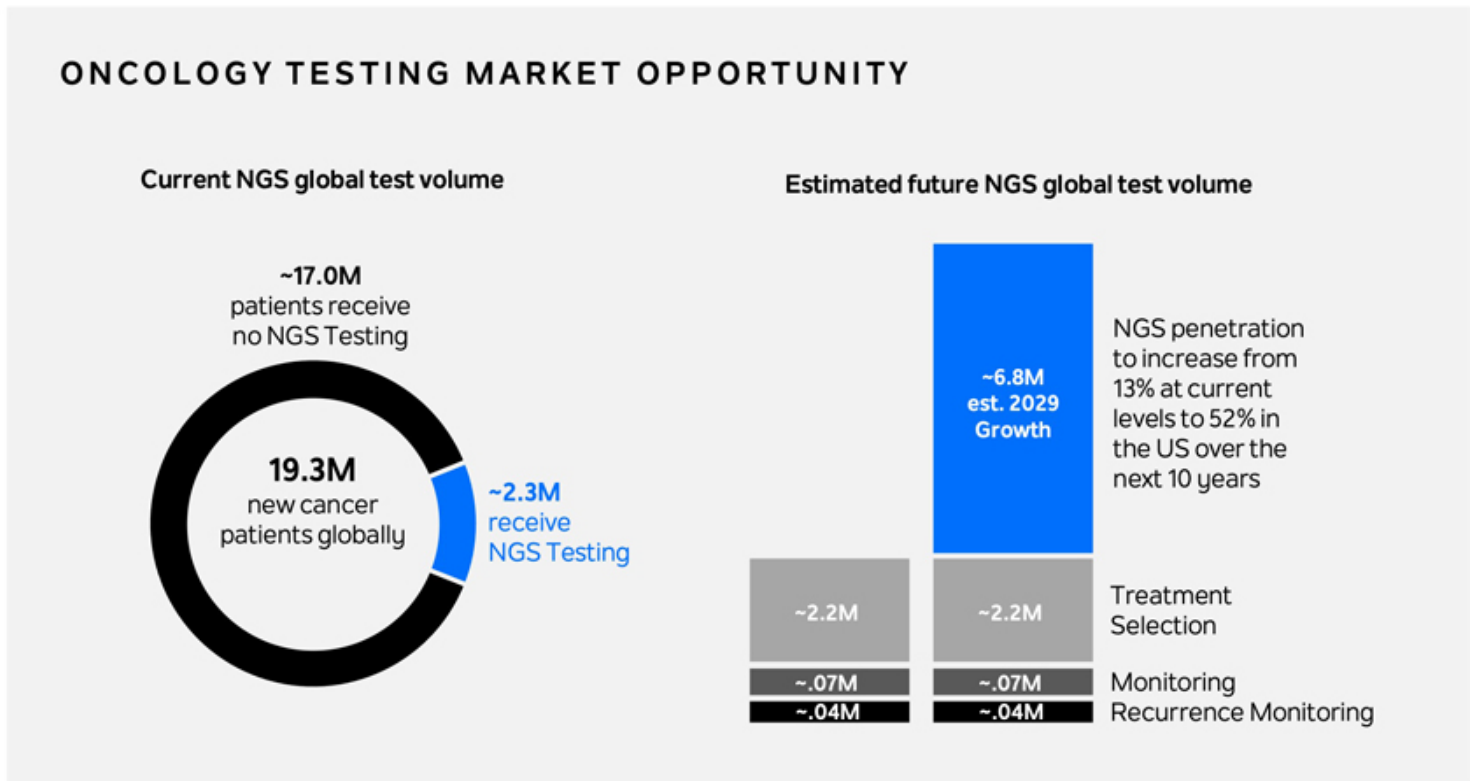 ONCOLOGY TESTING MARKET OPPORTUNITY
Current NGS global test volume
~17.0M
patients receive
no NGS Testing
19.3M
new cancer
patients globally
~2.3M
receive
NGS Testing
Estimated future NGS global test volume
~6.8M
est. 2029
Growth
NGS penetration
to increase from
13% at current
levels to 52% in
the US over the
next 10 years
~2.2M
~2.2M
Treatment
Selection
~.07M
~.07M
Monitoring
~.04M
~.04M
Recurrence Monitoring